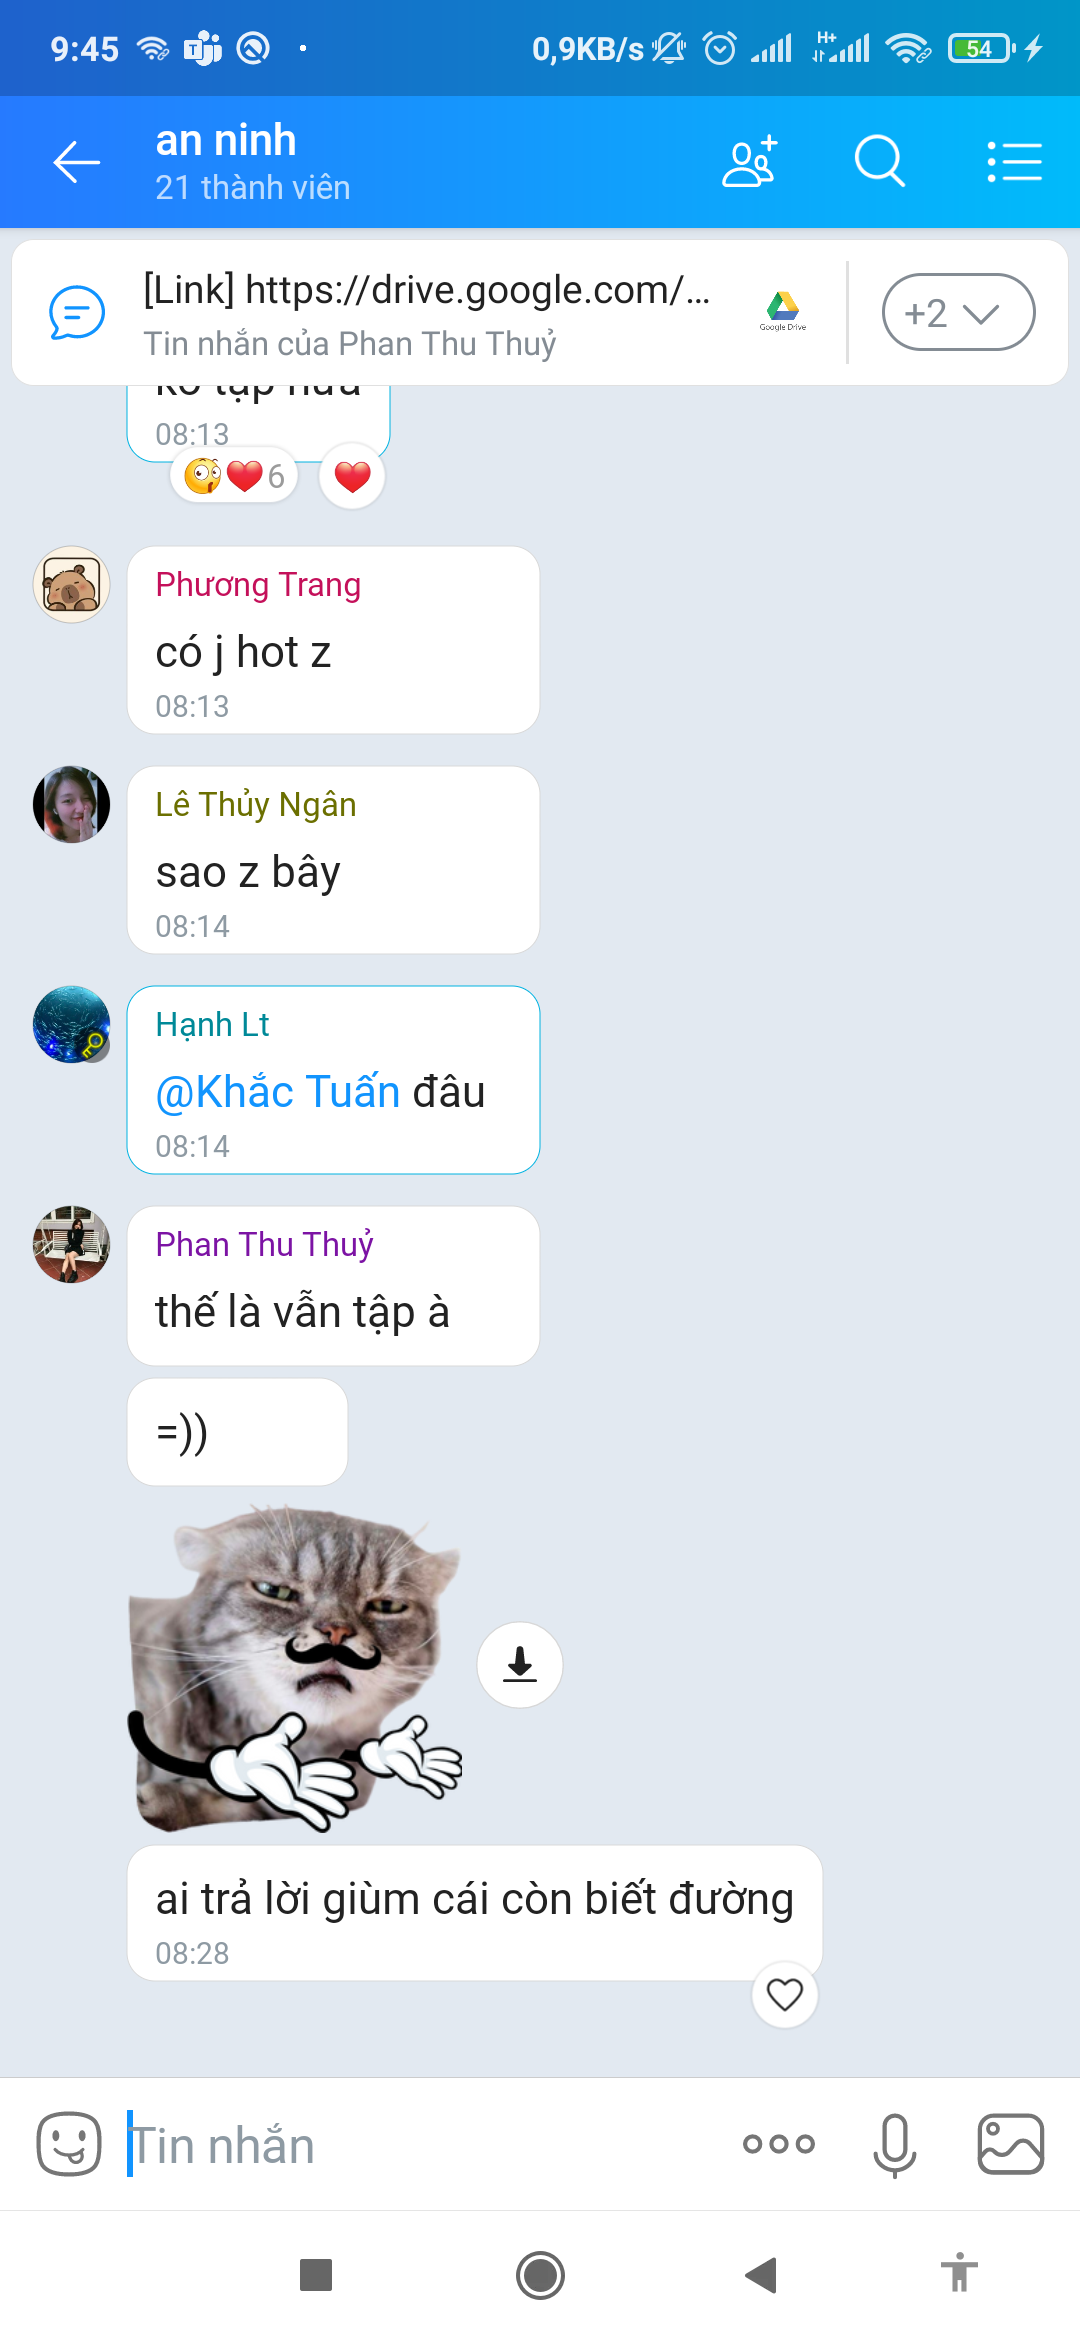 9:45
0,9KB/s
H+
54
an ninh
21 thành viên
[Link] https://drive.google.com/...
Tin nhắn của Phan Thu Thuỷ
Google Drive
+2
ko tập nữa
08:13
6
Phương Trang
có j hot z
08:13
Lê Thủy Ngân
sao z bây
08:14
Hạnh Lt
@Khắc Tuấn đâu
08:14
Phan Thu Thuỷ
thế là vẫn tập à
=))
ai trả lời giùm cái còn biết đường
08:28
Tin nhắn